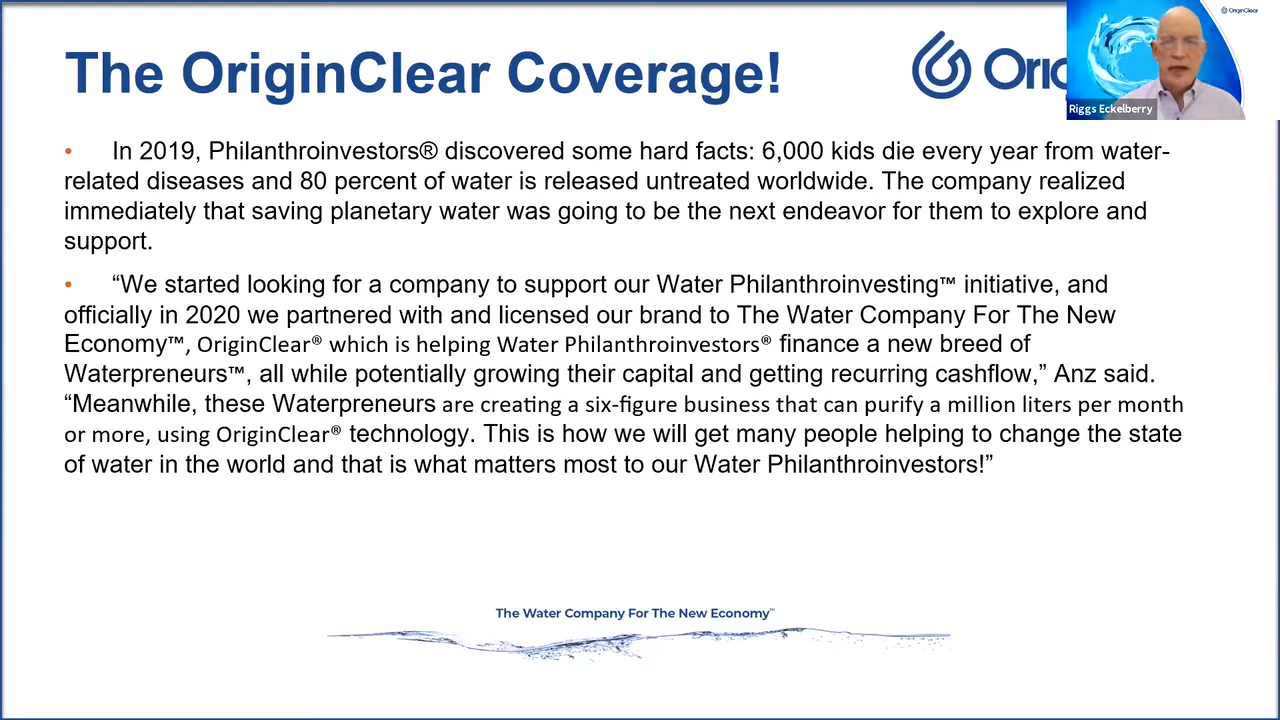 The OriginClear Coverage!
OriginClear
Riggs Eckelberry
• In 2019, Philanthroinvestors® discovered some hard facts: 6,000 kids die every year from water-
related diseases and 80 percent of water is released untreated worldwide. The company realized
immediately that saving planetary water was going to be the next endeavor for them to explore and
support.
• “We started looking for a company to support our Water Philanthroinvesting™ initiative, and
officially in 2020 we partnered with and licensed our brand to The Water Company For The New
Economy™, OriginClear® which is helping Water Philanthroinvestors® finance a new breed of
Waterpreneurs™, all while potentially growing their capital and getting recurring cashflow,” Anz said.
“Meanwhile, these Waterpreneurs are creating a six-figure business that can purify a million liters per month
or more, using OriginClear® technology. This is how we will get many people helping to change the state
of water in the world and that is what matters most to our Water Philanthroinvestors!”
The Water Company For The New Economy™